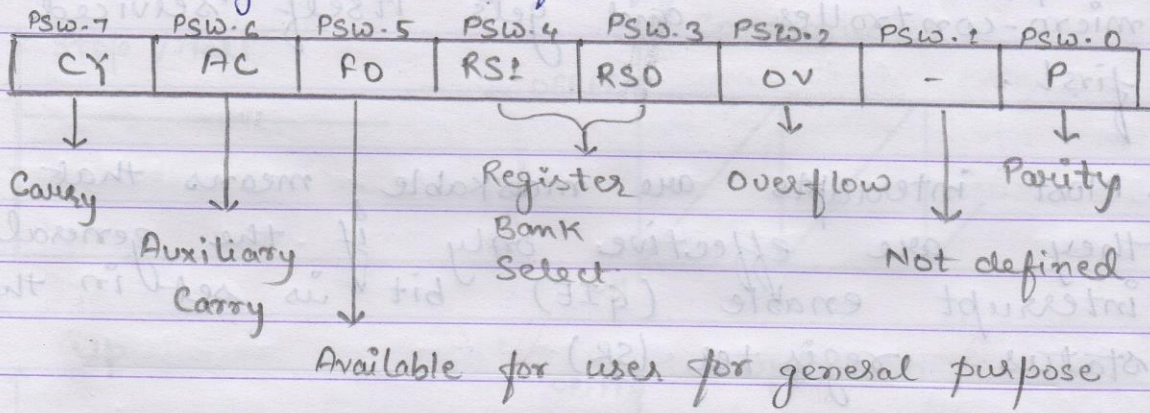 PSW.7 PSW.6 PSW.5 PSW.4 PSW.3 PSW.2 PSW.1 PSW.0
CY AC F0 RS1 RS0 OV - P
Carry
Auxiliary
Carry
Register
Bank
Select
Overflow
Parity
Not defined
Available for user for general purpose